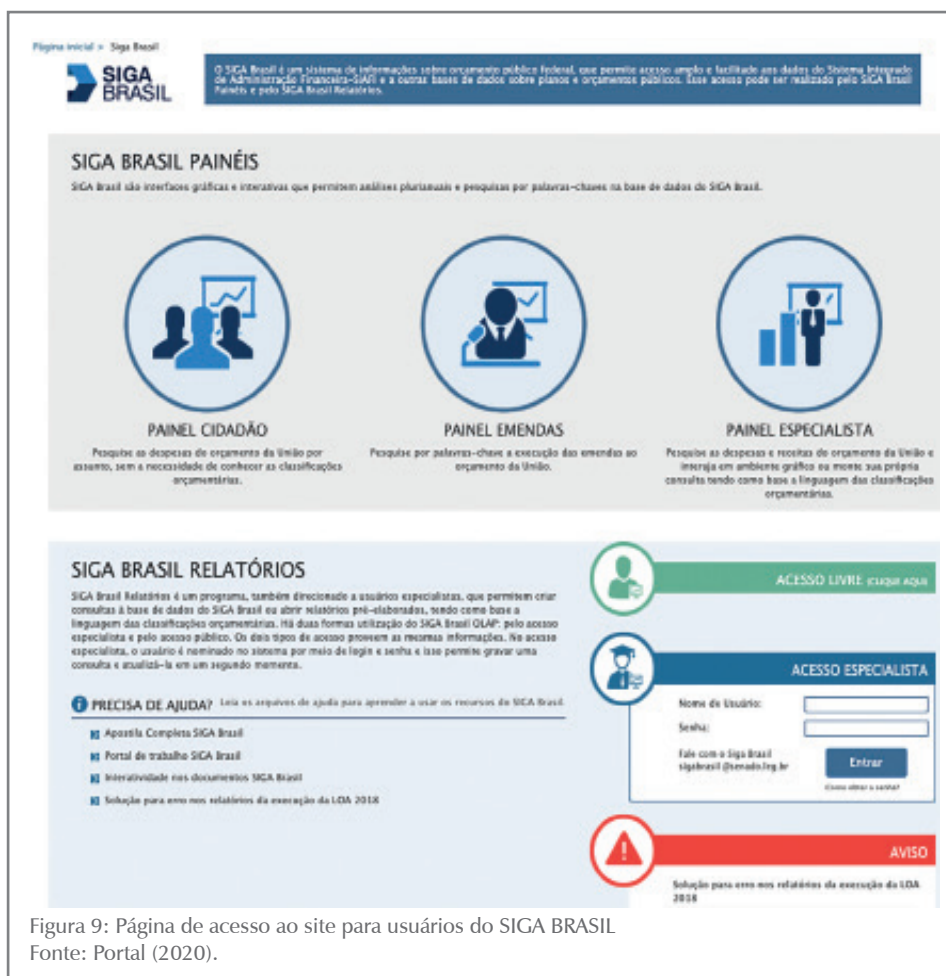 Página inicial > Siga Brasil
SIGA
BRASIL
O SIGA Brasil é um sistema de informações sobre orçamento público federal, que permite acesso amplo e facilitado aos dados do Sistema Integrado
de Administração Financeira-SIAFI e a outras bases de dados sobre planos e orçamentos públicos. Esse acesso pode ser realizado pelo SIGA Brasil
Painéis e pelo SIGA Brasil Relatórios.
SIGA BRASIL PAINÉIS
SIGA Brasil são interfaces gráficas e interativas que permitem análises plurianuais e pesquisas por palavras-chaves na base de dados do SIGA Brasil.
PAINEL CIDADÃO
Pesquise as despesas do orçamento da União por
assunto, sem a necessidade de conhecer as classificações
orçamentárias.
PAINEL EMENDAS
Pesquise por palavras-chave a execução das emendas ao
orçamento da União.
PAINEL ESPECIALISTA
Pesquise as despesas e receitas do orçamento da União e
interaja em ambiente gráfico ou monte sua própria
consulta tendo como base a linguagem das classificações
orçamentárias.
SIGA BRASIL RELATÓRIOS
SIGA Brasil Relatórios é um programa, também direcionado a usuários especialistas, que permitem criar
consultas à base de dados do SIGA Brasil ou abrir relatórios pré-elaborados, tendo como base a
linguagem das classificações orçamentárias. Há duas formas utilização do SIGA Brasil OLAP: pelo acesso
especialista e pelo acesso público. Os dois tipos de acesso proveem as mesmas informações. No acesso
especialista, o usuário é nominado no sistema por meio de login e senha e isso permite gravar uma
consulta e atualizá-la em um segundo momento.
PRECISA DE AJUDA? Leia os arquivos de ajuda para aprender a usar os recursos do SIGA Brasil
Apostila Completa SIGA Brasil
Portal de trabalho SIGA Brasil
Interatividade nos documentos SIGA Brasil
Solução para erro nos relatórios da execução da LOA 2018
ACESSO LIVRE (CLIQUE AQUI)
ACESSO ESPECIALISTA
Nome do Usuário:
Senha:
Fale com o Siga Brasil
sigabrasil@senado.leg.br
Entrar
Como obter a senha?
AVISO
Solução para erro nos relatórios da execução da LOA
2018
Figura 9: Página de acesso ao site para usuários do SIGA BRASIL
Fonte: Portal (2020).